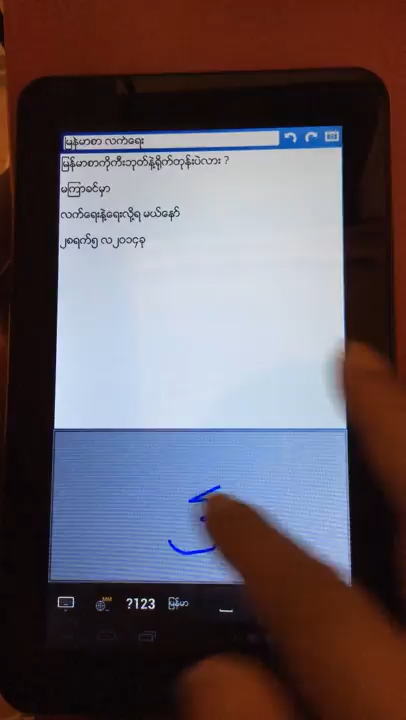 မြန်မာစာ လက်ရေး
မြန်မာစာကိုကီးဘုတ်နဲ့ရိုက်တုန်းပဲလား ?
မကြာခင်မှာ
လက်ရေးနဲ့ရေးလို့ရ မယ်နော်
၂၈ရက်၅ လ၂၀၁၄ခု
MM
?123
မြန်မာ